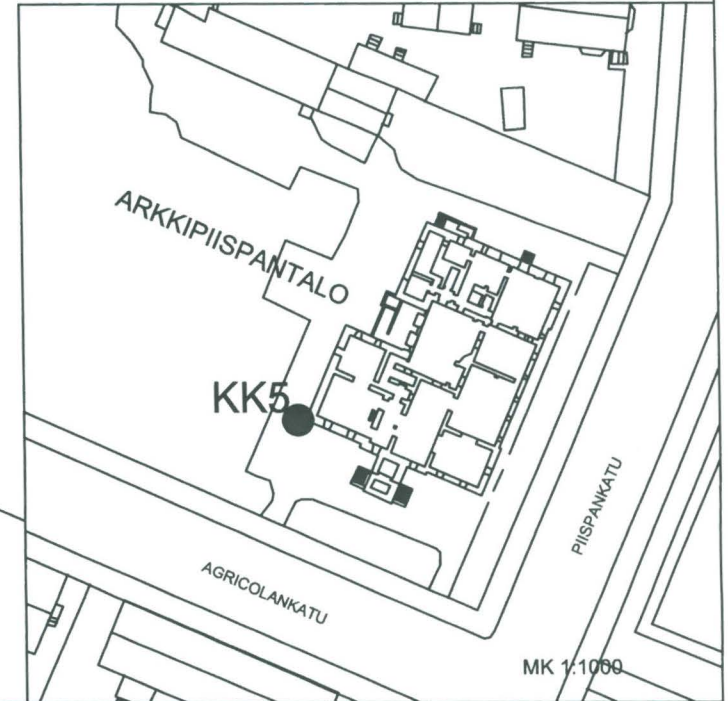 ARKKIPIISPANTALO
KK5
PIISPANKATU
AGRICOLANKATU
MK 1:1000